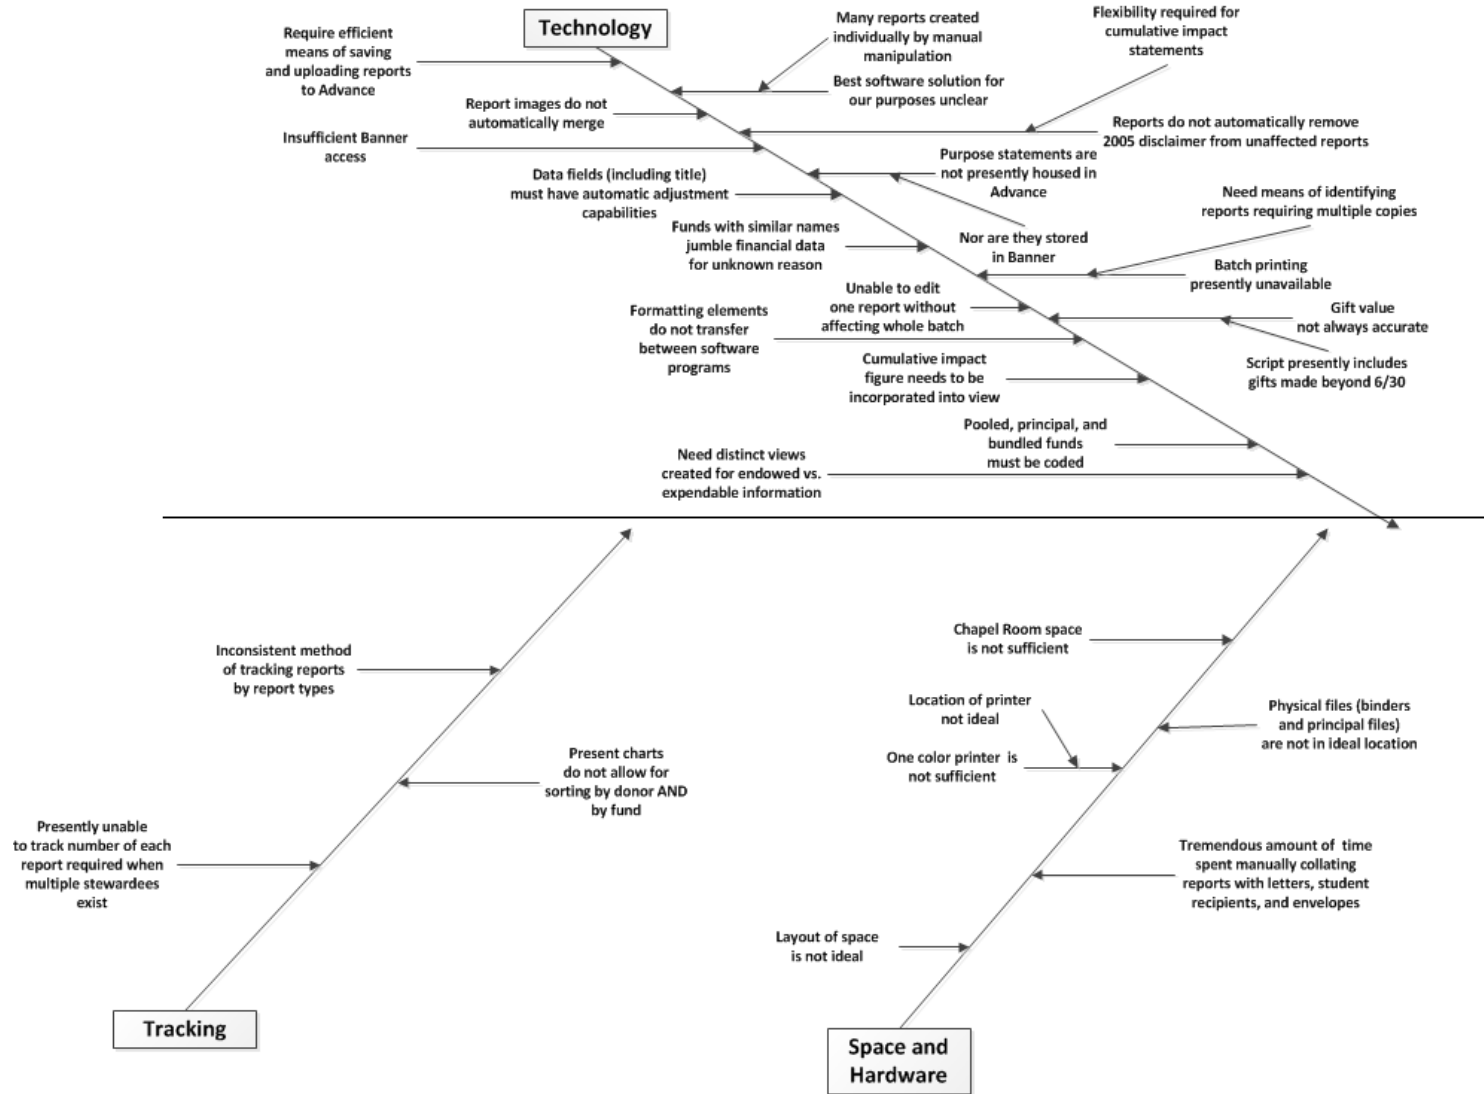 Technology
Require efficient
means of saving
and uploading reports
to Advance
Many reports created
individually by manual
manipulation
Flexibility required for
cumulative impact
statements
Best software solution for
our purposes unclear
Report images do not
automatically merge
Insufficient Banner
access
Reports do not automatically remove
2005 disclaimer from unaffected reports
Purpose statements are
not presently housed in
Advance
Data fields (including title)
must have automatic adjustment
capabilities
Need means of identifying
reports requiring multiple copies
Funds with similar names
jumble financial data
for unknown reason
Nor are they stored
in Banner
Batch printing
presently unavailable
Unable to edit
one report without
affecting whole batch
Formatting elements
do not transfer
between software
programs
Gift value
not always accurate
Cumulative impact
figure needs to be
incorporated into view
Script presently includes
gifts made beyond 6/30
Pooled, principal, and
bundled funds
must be coded
Need distinct views
created for endowed vs.
expendable information
Inconsistent method
of tracking reports
by report types
Present charts
do not allow for
sorting by donor AND
by fund
Presently unable
to track number of each
report required when
multiple stewardees
exist
Tracking
Chapel Room space
is not sufficient
Location of printer
not ideal
Physical files (binders
and principal files)
are not in ideal location
One color printer is
not sufficient
Tremendous amount of time
spent manually collating
reports with letters, student
recipients, and envelopes
Layout of space
is not ideal
Space and
Hardware